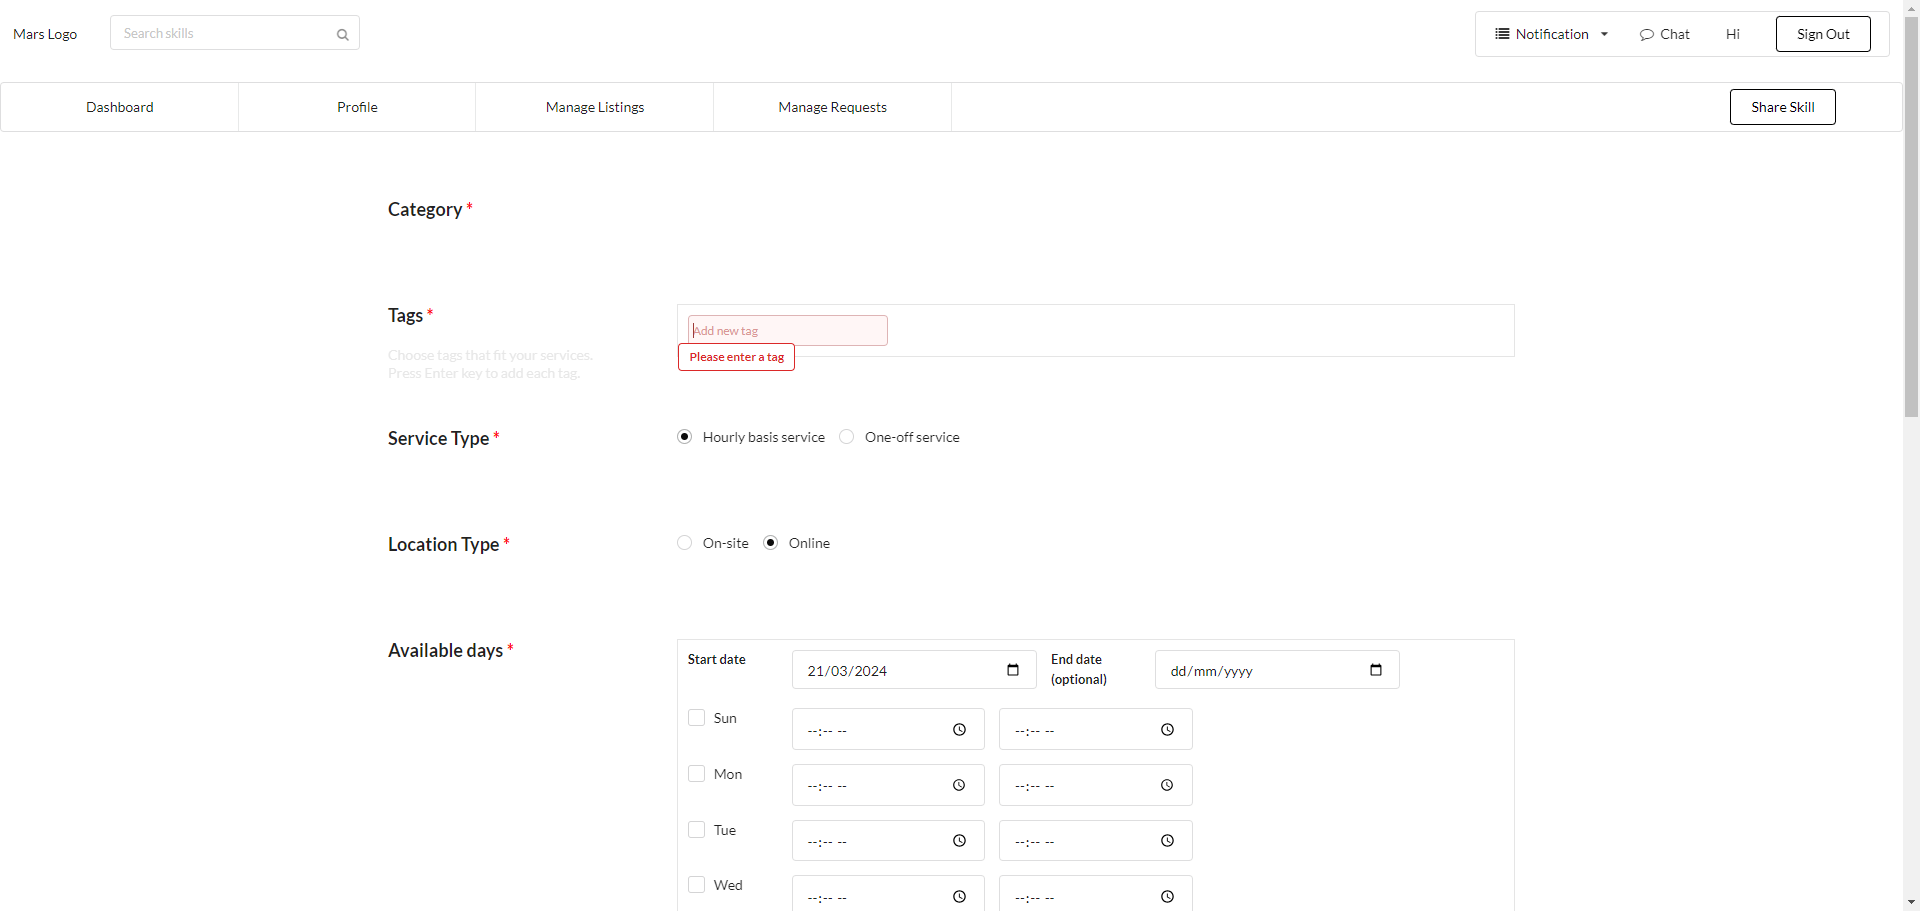 Mars Logo
Search skills
Notification
Chat
Hi
Sign Out
Dashboard
Profile
Manage Listings
Manage Requests
Share Skill
Category *
Tags *
Choose tags that fit your services.
Press Enter key to add each tag.
Add new tag
Please enter a tag
Service Type *
Hourly basis service
One-off service
Location Type *
On-site
Online
Available days *
Start date
21/03/2024
End date
(optional)
dd/mm/yyyy
Sun
--:-- --
--:-- --
Mon
--:-- --
--:-- --
Tue
--:-- --
--:-- --
Wed
--:-- --
--:-- --